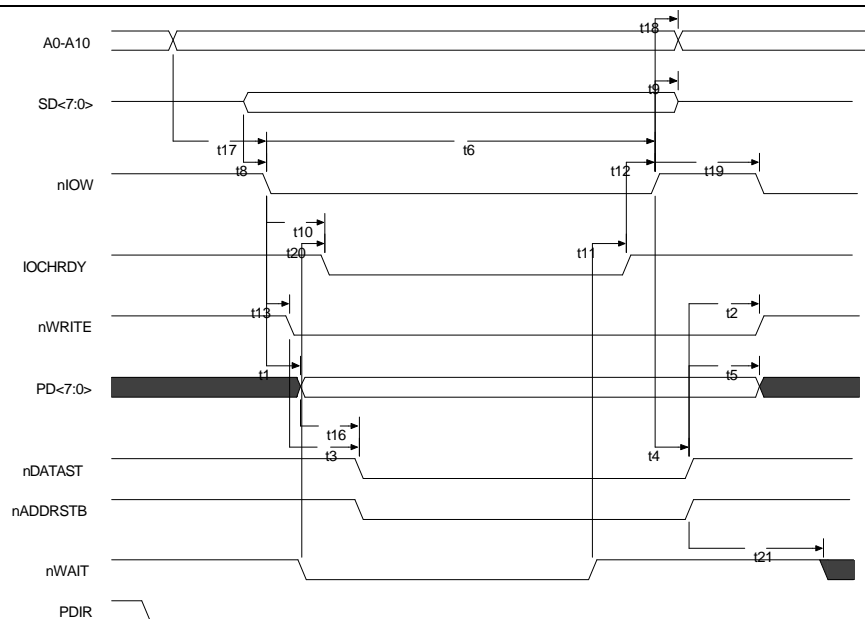 t18
A0-A10
t9
SD<7:0>
t17
t6
t8
t12
t19
nIOW
t10
t20
t11
IOCHRDY
t13
t2
nWRITE
t1
t5
PD<7:0>
t16
t3
t4
nDATAST
nADDRSTB
t21
nWAIT
PDIR